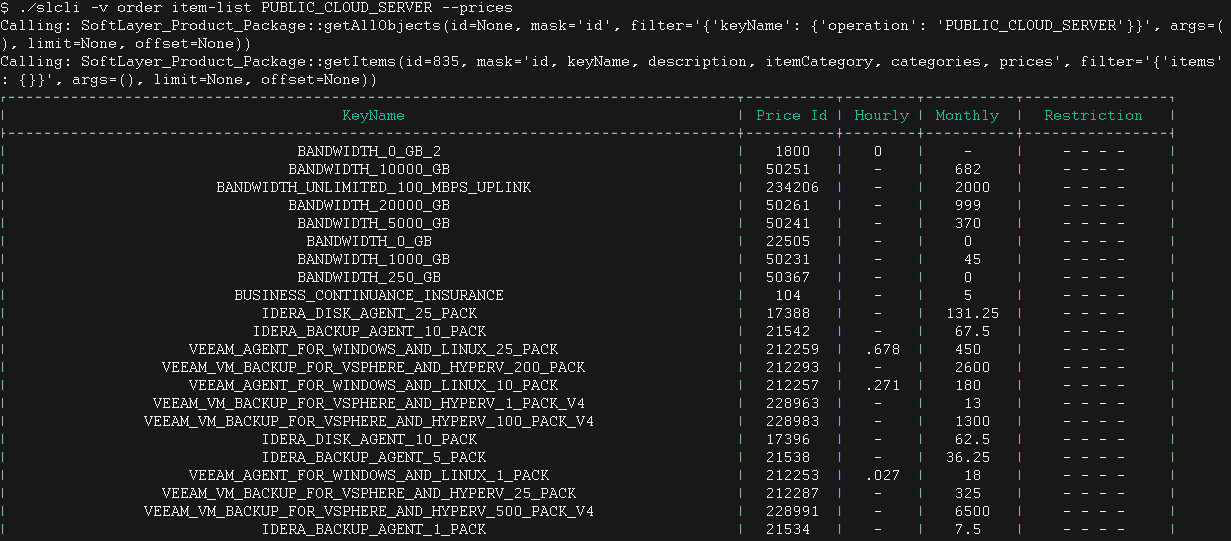 $ ./slcli -v order item-list PUBLIC_CLOUD_SERVER --prices
Calling: SoftLayer_Product_Package::getAllObjects(id=None, mask='id', filter='{'keyName': {'operation': 'PUBLIC_CLOUD_SERVER'}}', args=(
), limit=None, offset=None))
Calling: SoftLayer_Product_Package::getItems(id=835, mask='id, keyName, description, itemCategory, categories, prices', filter='{'items'
: {}}', args=(), limit=None, offset=None))
KeyName | Price Id | Hourly | Monthly | Restriction
BANDWIDTH_0_GB_2 | 1800 | 0 | - | - - - -
BANDWIDTH_10000_GB | 50251 | - | 682 | - - - -
BANDWIDTH_UNLIMITED_100_MBPS_UPLINK | 234206 | - | 2000 | - - - -
BANDWIDTH_20000_GB | 50261 | - | 999 | - - - -
BANDWIDTH_5000_GB | 50241 | - | 370 | - - - -
BANDWIDTH_0_GB | 22505 | - | 0 | - - - -
BANDWIDTH_1000_GB | 50231 | - | 45 | - - - -
BANDWIDTH_250_GB | 50367 | - | 0 | - - - -
BUSINESS_CONTINUANCE_INSURANCE | 104 | - | 5 | - - - -
IDERA_DISK_AGENT_25_PACK | 17388 | - | 131.25 | - - - -
IDERA_BACKUP_AGENT_10_PACK | 21542 | - | 67.5 | - - - -
VEEAM_AGENT_FOR_WINDOWS_AND_LINUX_25_PACK | 212259 | .678 | 450 | - - - -
VEEAM_VM_BACKUP_FOR_VSPHERE_AND_HYPERV_200_PACK | 212293 | - | 2600 | - - - -
VEEAM_AGENT_FOR_WINDOWS_AND_LINUX_10_PACK | 212257 | .271 | 180 | - - - -
VEEAM_VM_BACKUP_FOR_VSPHERE_AND_HYPERV_1_PACK_V4 | 228963 | - | 13 | - - - -
VEEAM_VM_BACKUP_FOR_VSPHERE_AND_HYPERV_100_PACK_V4 | 228983 | - | 1300 | - - - -
IDERA_DISK_AGENT_10_PACK | 17396 | - | 62.5 | - - - -
IDERA_BACKUP_AGENT_5_PACK | 21538 | - | 36.25 | - - - -
VEEAM_AGENT_FOR_WINDOWS_AND_LINUX_1_PACK | 212253 | .027 | 18 | - - - -
VEEAM_VM_BACKUP_FOR_VSPHERE_AND_HYPERV_25_PACK | 212287 | - | 325 | - - - -
VEEAM_VM_BACKUP_FOR_VSPHERE_AND_HYPERV_500_PACK_V4 | 228991 | - | 6500 | - - - -
IDERA_BACKUP_AGENT_1_PACK | 21534 | - | 7.5 | - - - -